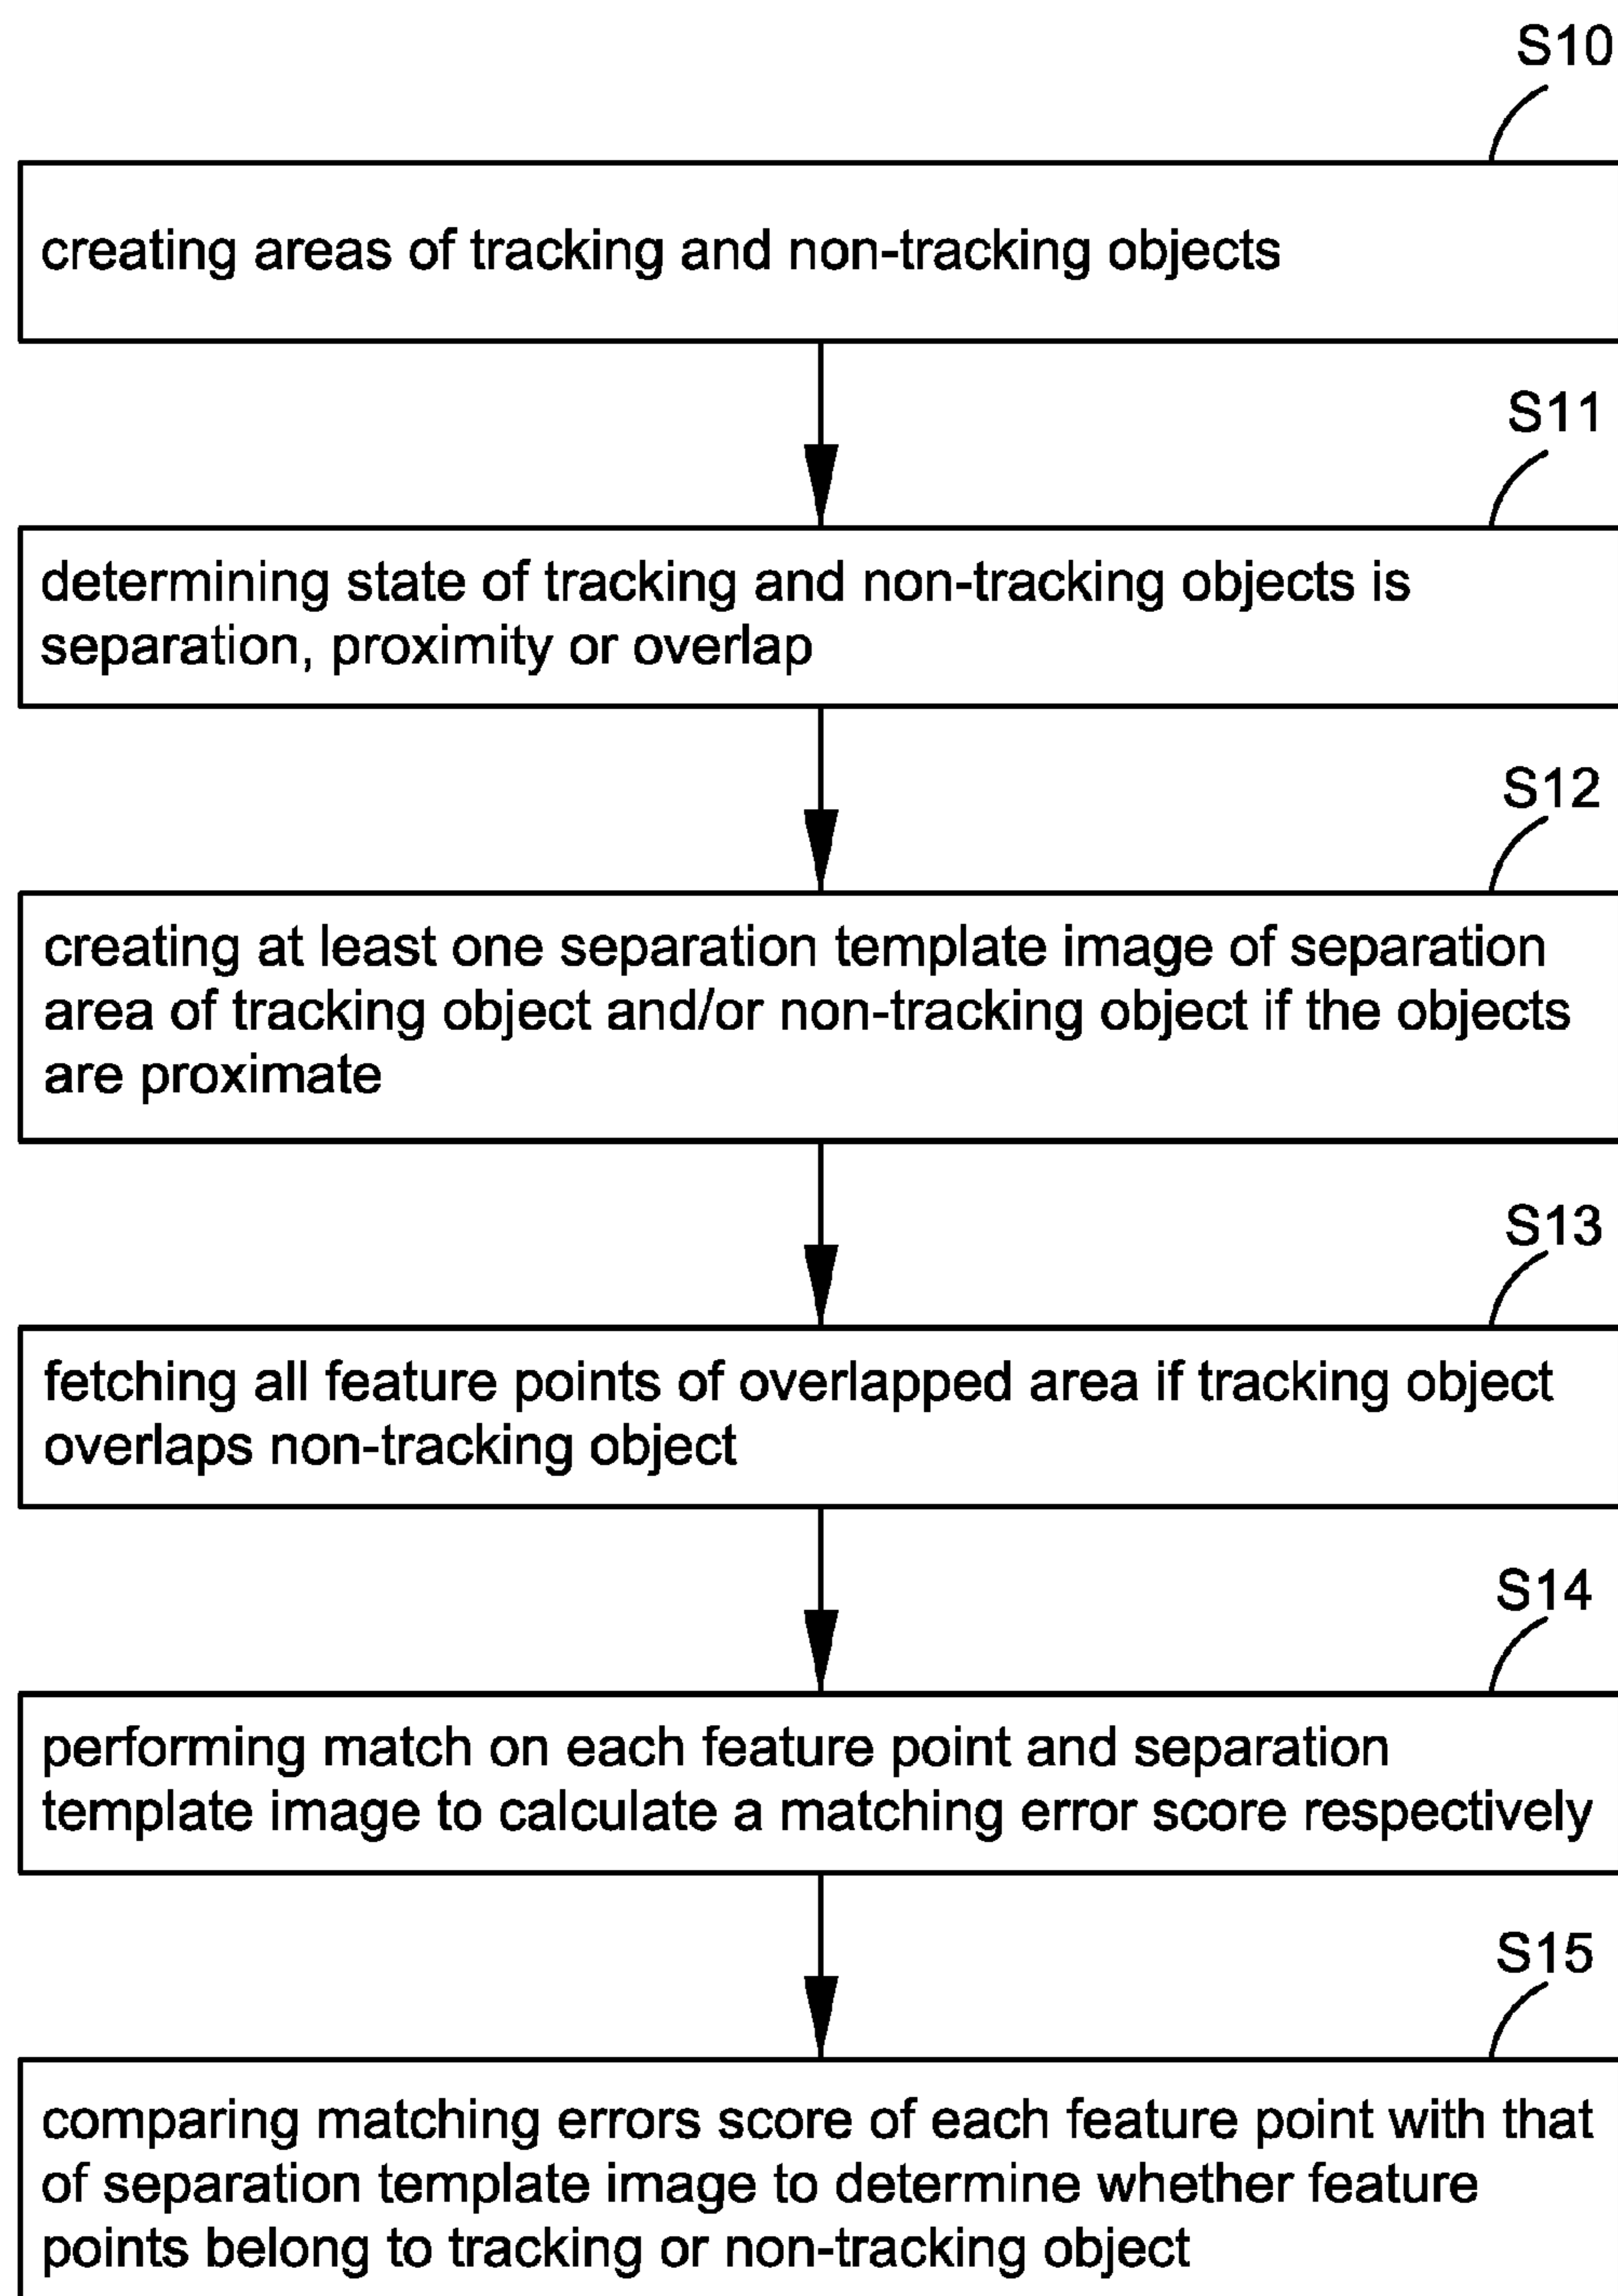 S10
creating areas of tracking and non-tracking objects
S11
determining state of tracking and non-tracking objects is
separation, proximity or overlap
S12
creating at least one separation template image of separation
area of tracking object and/or non-tracking object if the objects
are proximate
S13
fetching all feature points of overlapped area if tracking object
overlaps non-tracking object
S14
performing match on each feature point and separation
template image to calculate a matching error score respectively
S15
comparing matching errors score of each feature point with that
of separation template image to determine whether feature
points belong to tracking or non-tracking object